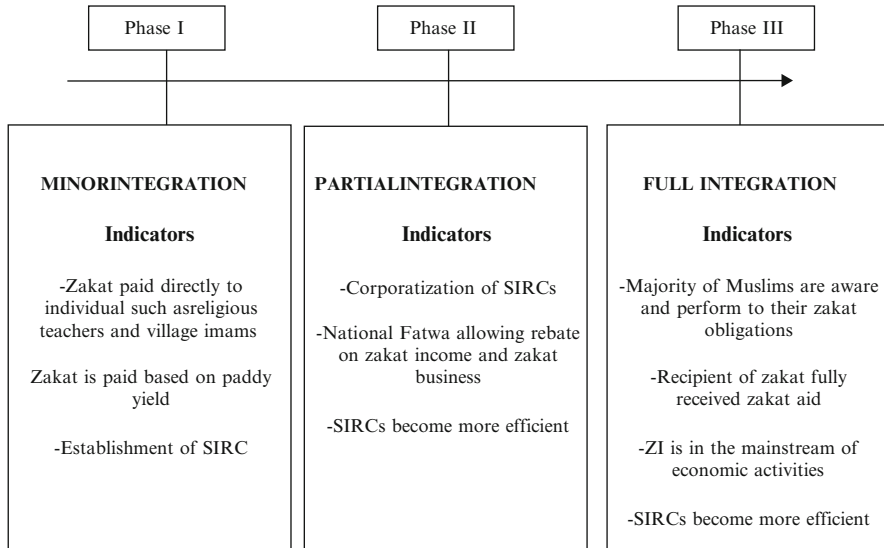 Phase I
Phase II
Phase III
MINORINTEGRATION
Indicators
-Zakat paid directly to
individual such asreligious
teachers and village imams
Zakat is paid based on paddy
yield
-Establishment of SIRC
PARTIALINTEGRATION
Indicators
-Corporatization of SIRCs
-National Fatwa allowing rebate
on zakat income and zakat
business
-SIRCs become more efficient
FULL INTEGRATION
Indicators
-Majority of Muslims are aware
and perform to their zakat
obligations
-Recipient of zakat fully
received zakat aid
-ZI is in the mainstream of
economic activities
-SIRCs become more efficient